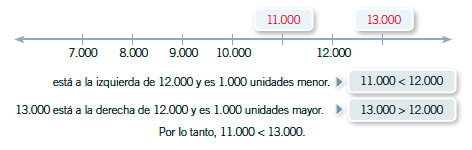 11.000 13.000
7.000 8.000 9.000 10.000 12.000
está a la izquierda de 12.000 y es 1.000 unidades menor. 11.000 < 12.000
13.000 está a la derecha de 12.000 y es 1.000 unidades mayor. 13.000 > 12.000
Por lo tanto, 11.000 < 13.000.